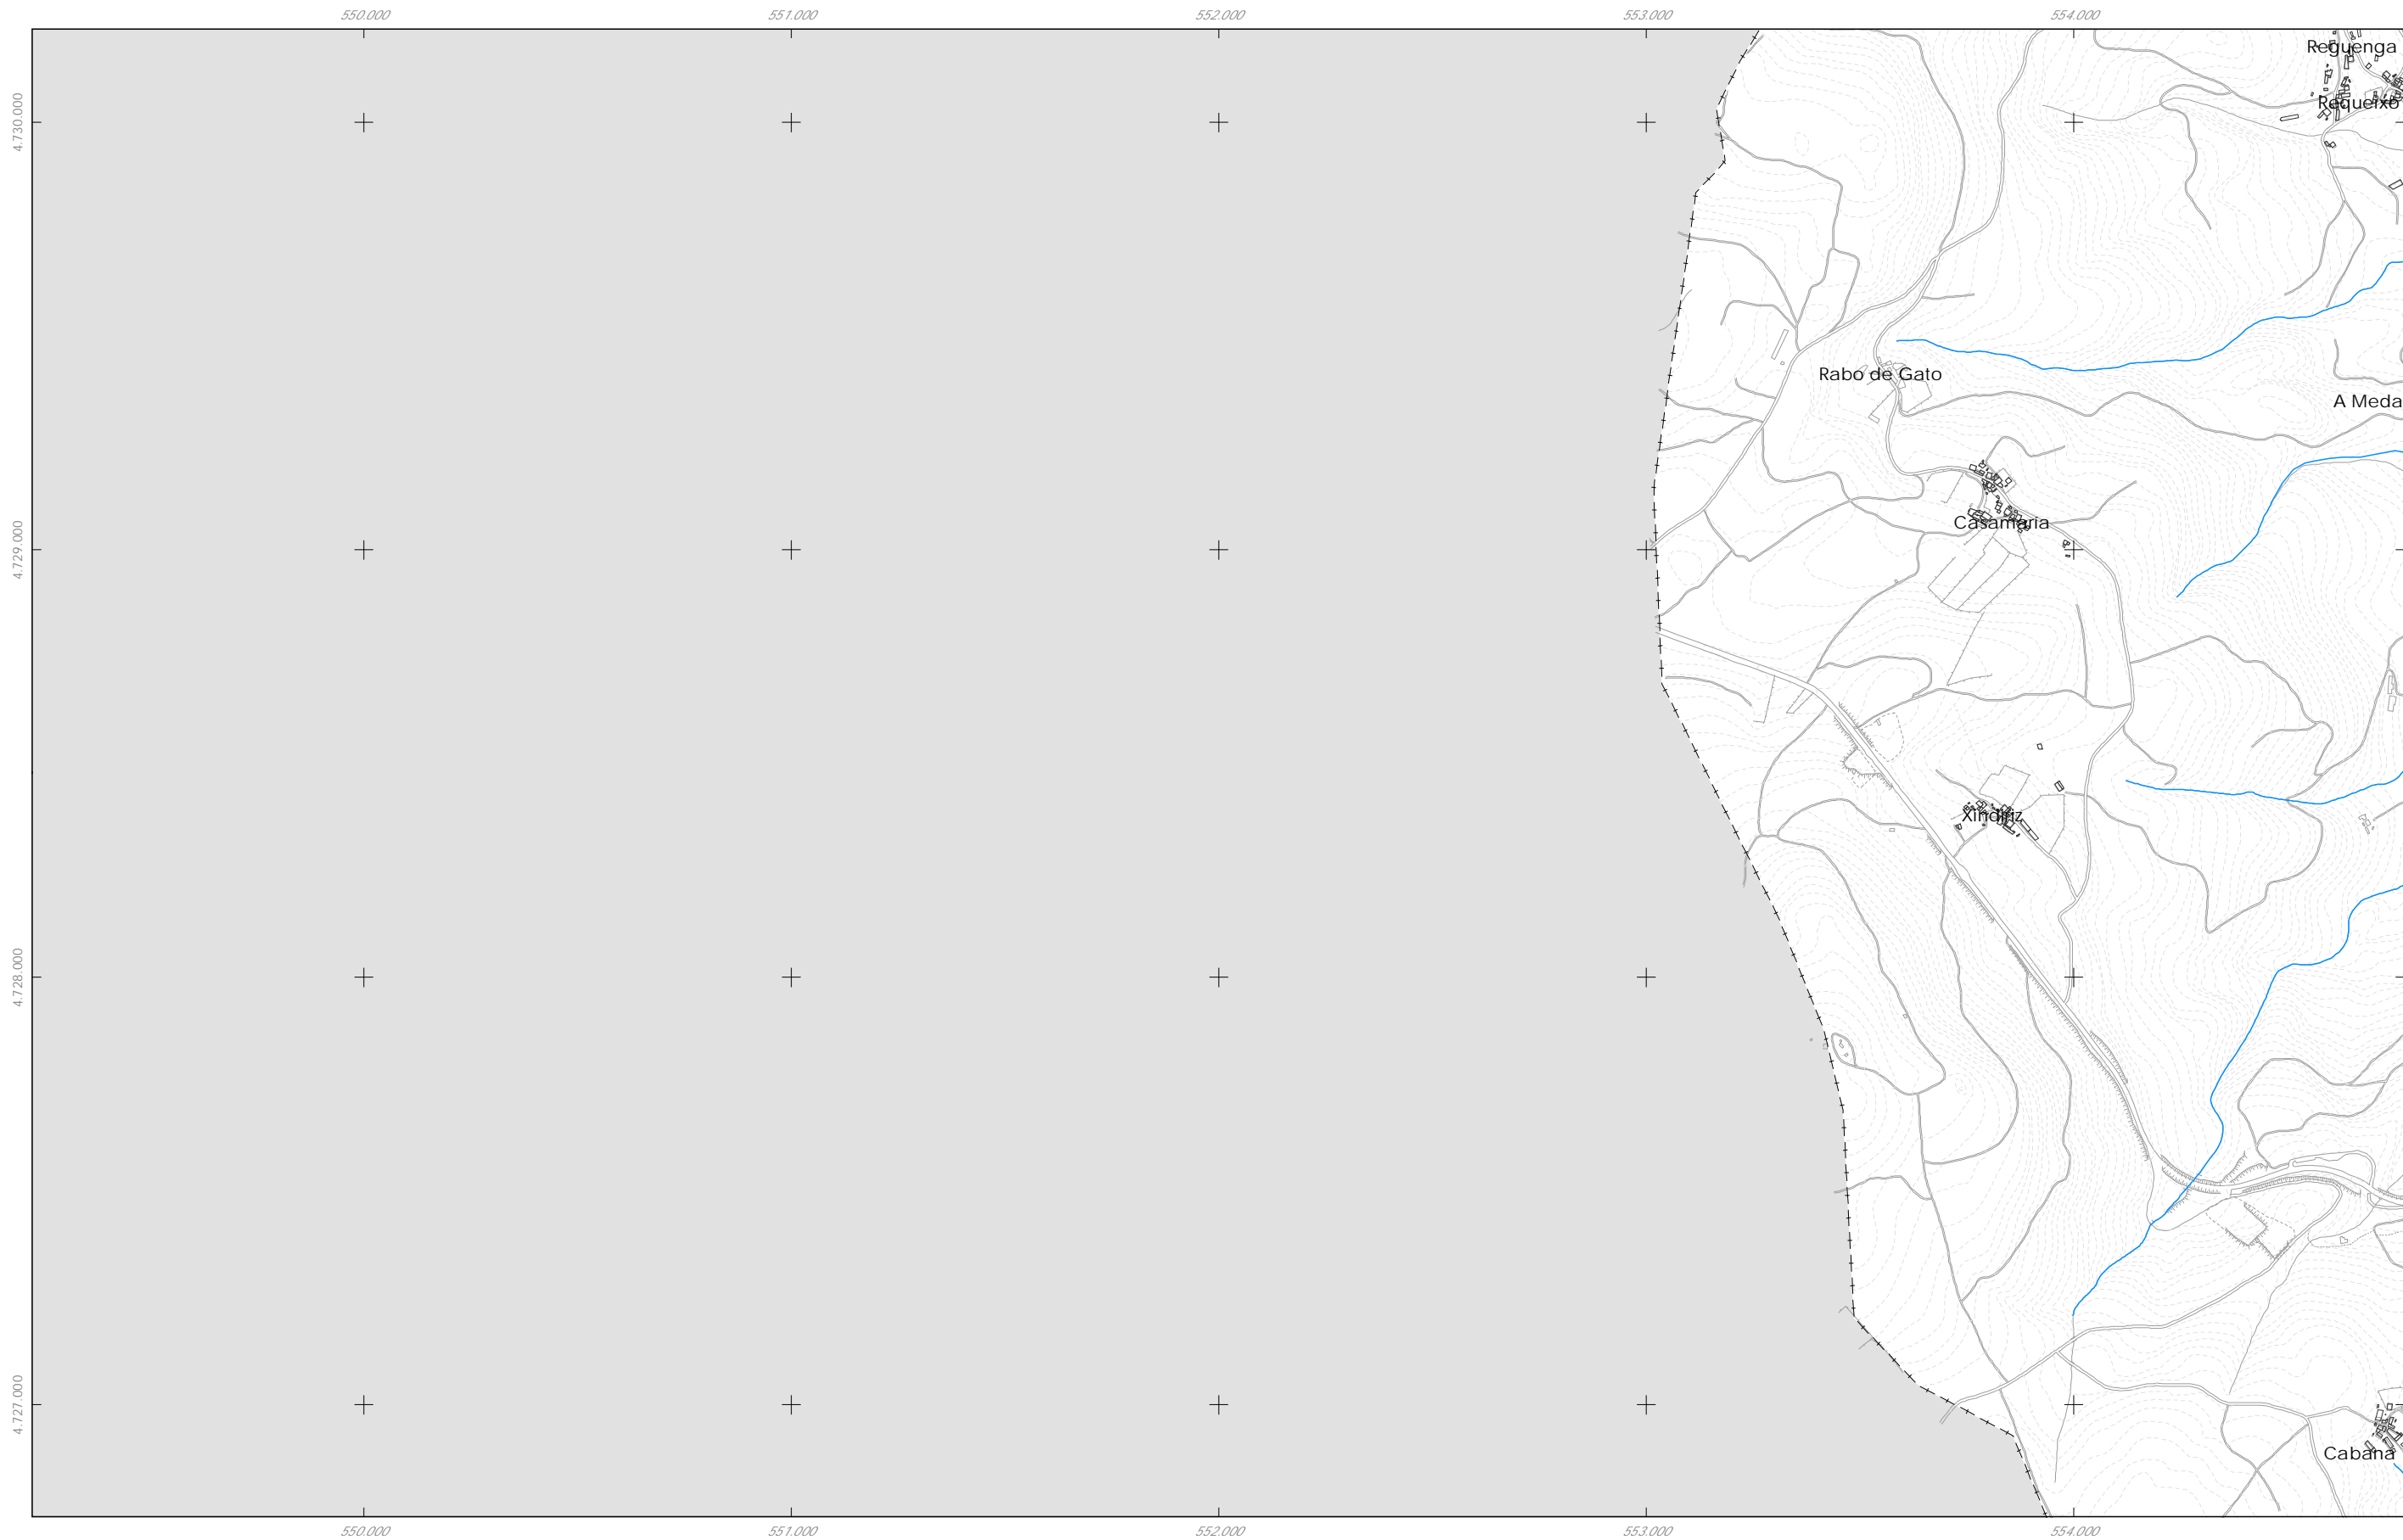 550.000
551.000
552.000
553.000
554.000
Reguenga
4.730.000
Requeixo
Rabo de Gato
A Meda
4.729.000
Casamaria
Xindiriz
4.728.000
4.727.000
Cabana
550.000
551.000
552.000
553.000
554.000